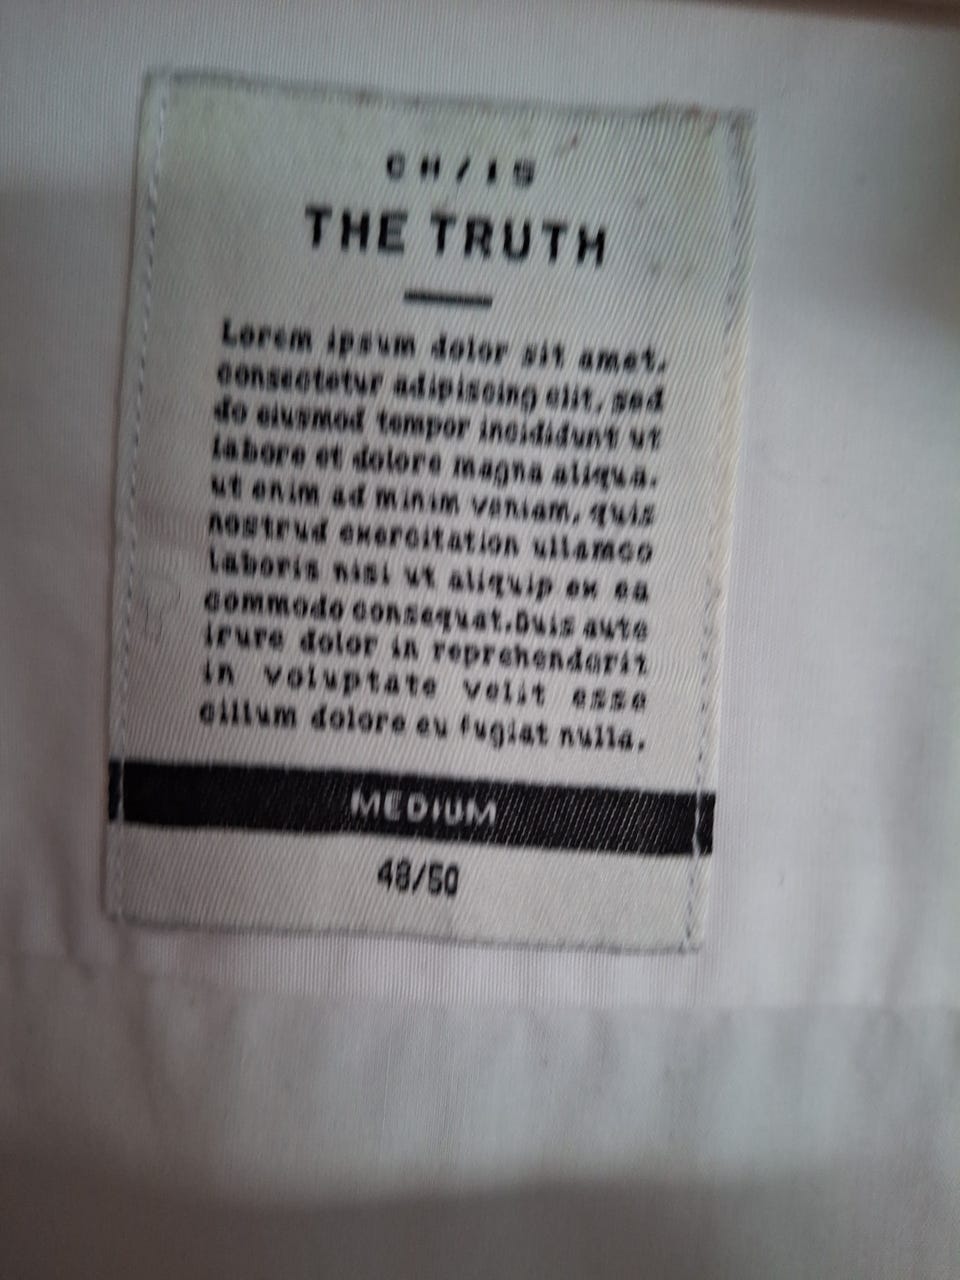 CH/15
THE TRUTH
Lorem ipsum dolor sit amet,
consectetur adipiscing elit, sed
do eiusmod tempor incididunt ut
labore et dolore magna aliqua.
ut enim ad minim veniam, quis
nostrud exercitation ullamco
laboris nisi ut aliquip ex ea
commodo consequat.Duis aute
irure dolor in reprehenderit
in voluptate velit esse
cillum dolore eu fugiat nulla.
MEDIUM
48/50